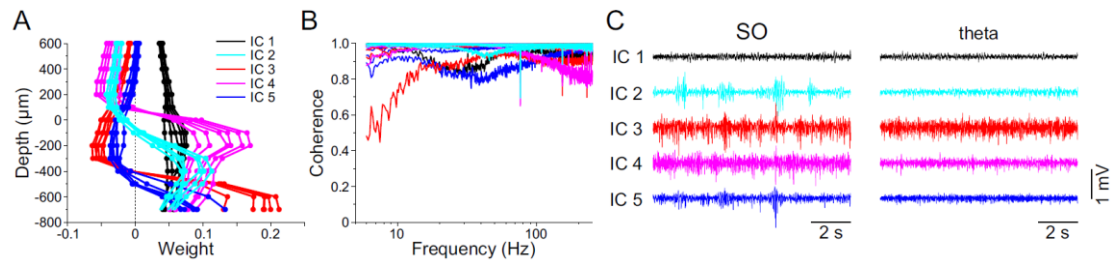 A
Depth (μm)
600
400
200
0
-200
-400
-600
-800
-0.1
0
0.1
0.2
Weight
IC 1
IC 2
IC 3
IC 4
IC 5
B
Coherence
1.0
0.8
0.6
0.4
0.2
0
10
100
Frequency (Hz)
C
SO
theta
IC 1
IC 2
IC 3
IC 4
IC 5
1 mV
2 s
2 s